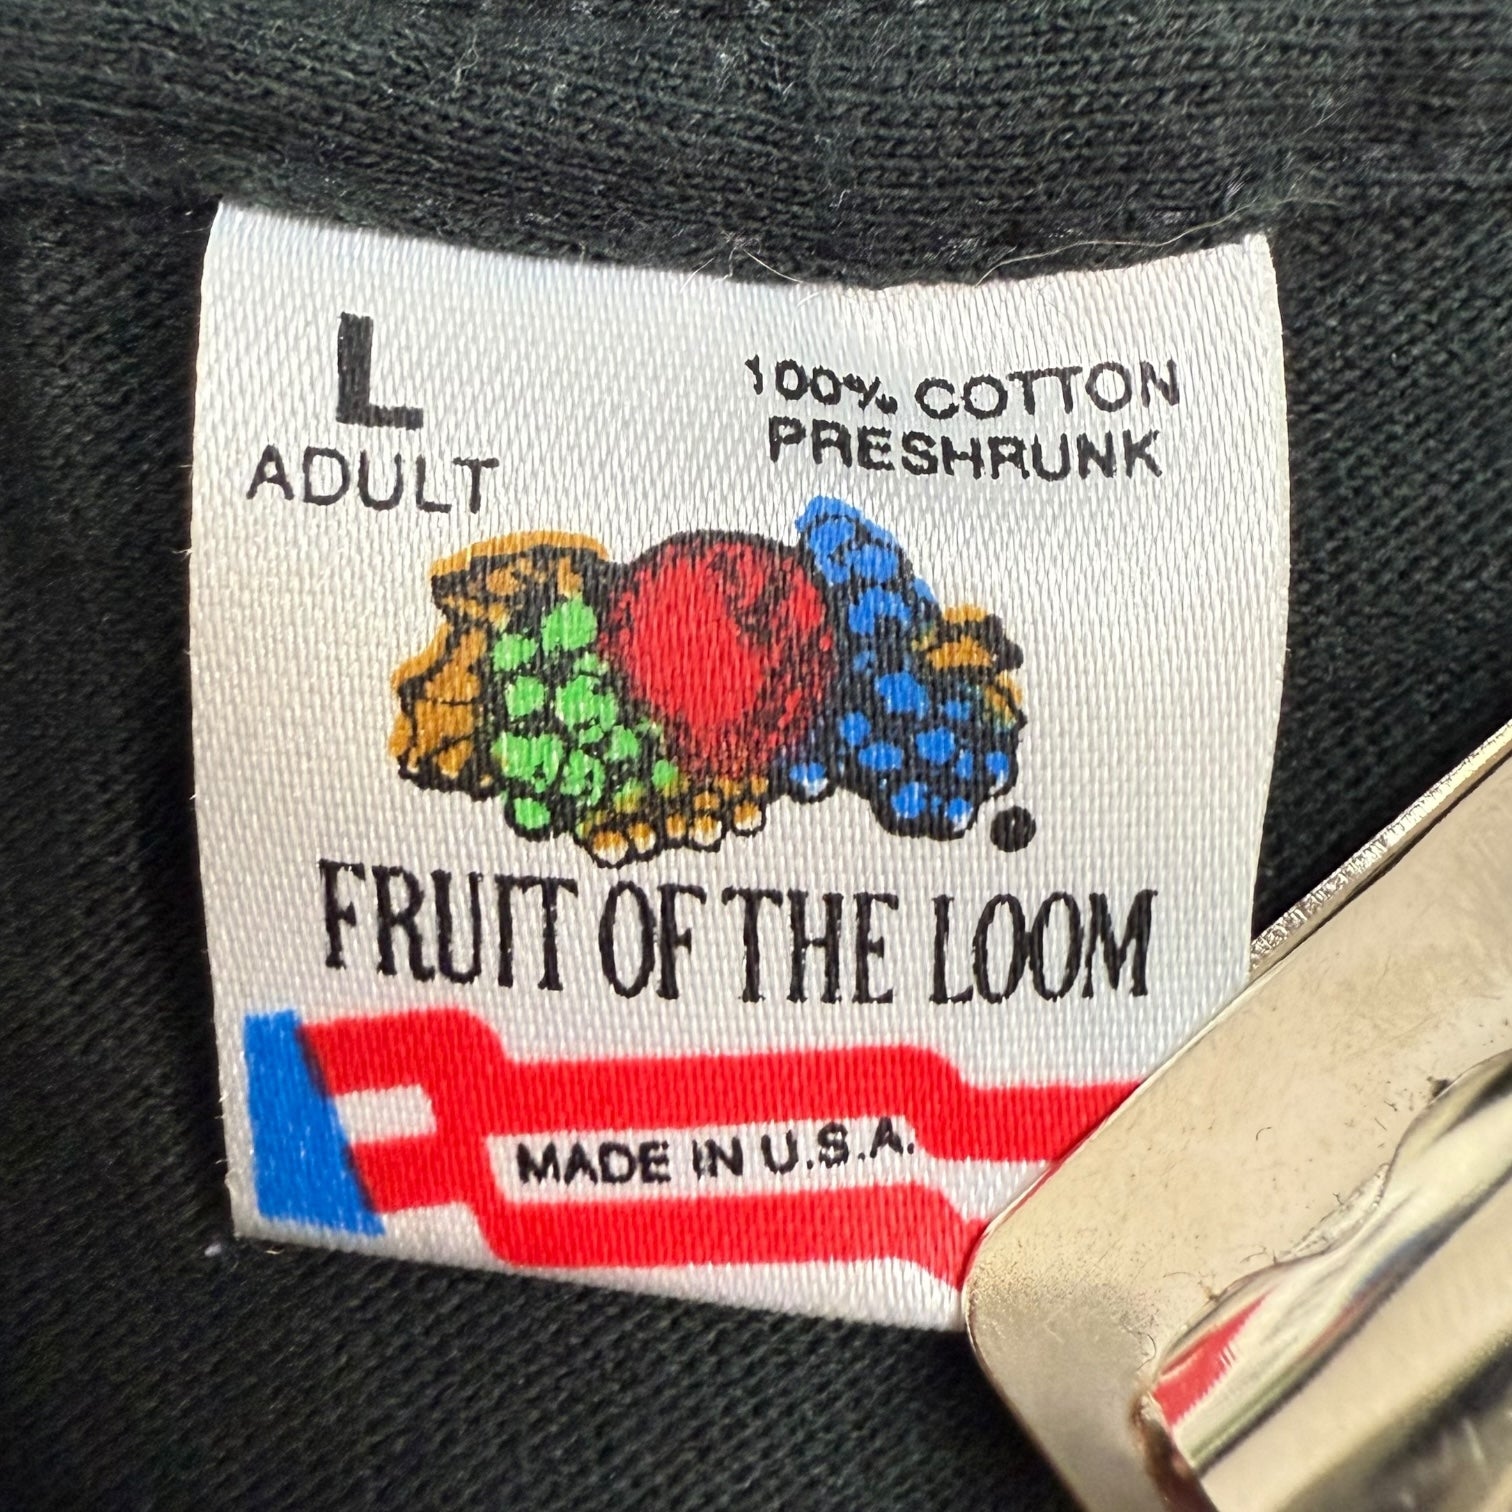 L
ADULT
100% COTTON
PRESHRUNK
FRUIT OF THE LOOM
MADE IN U.S.A.